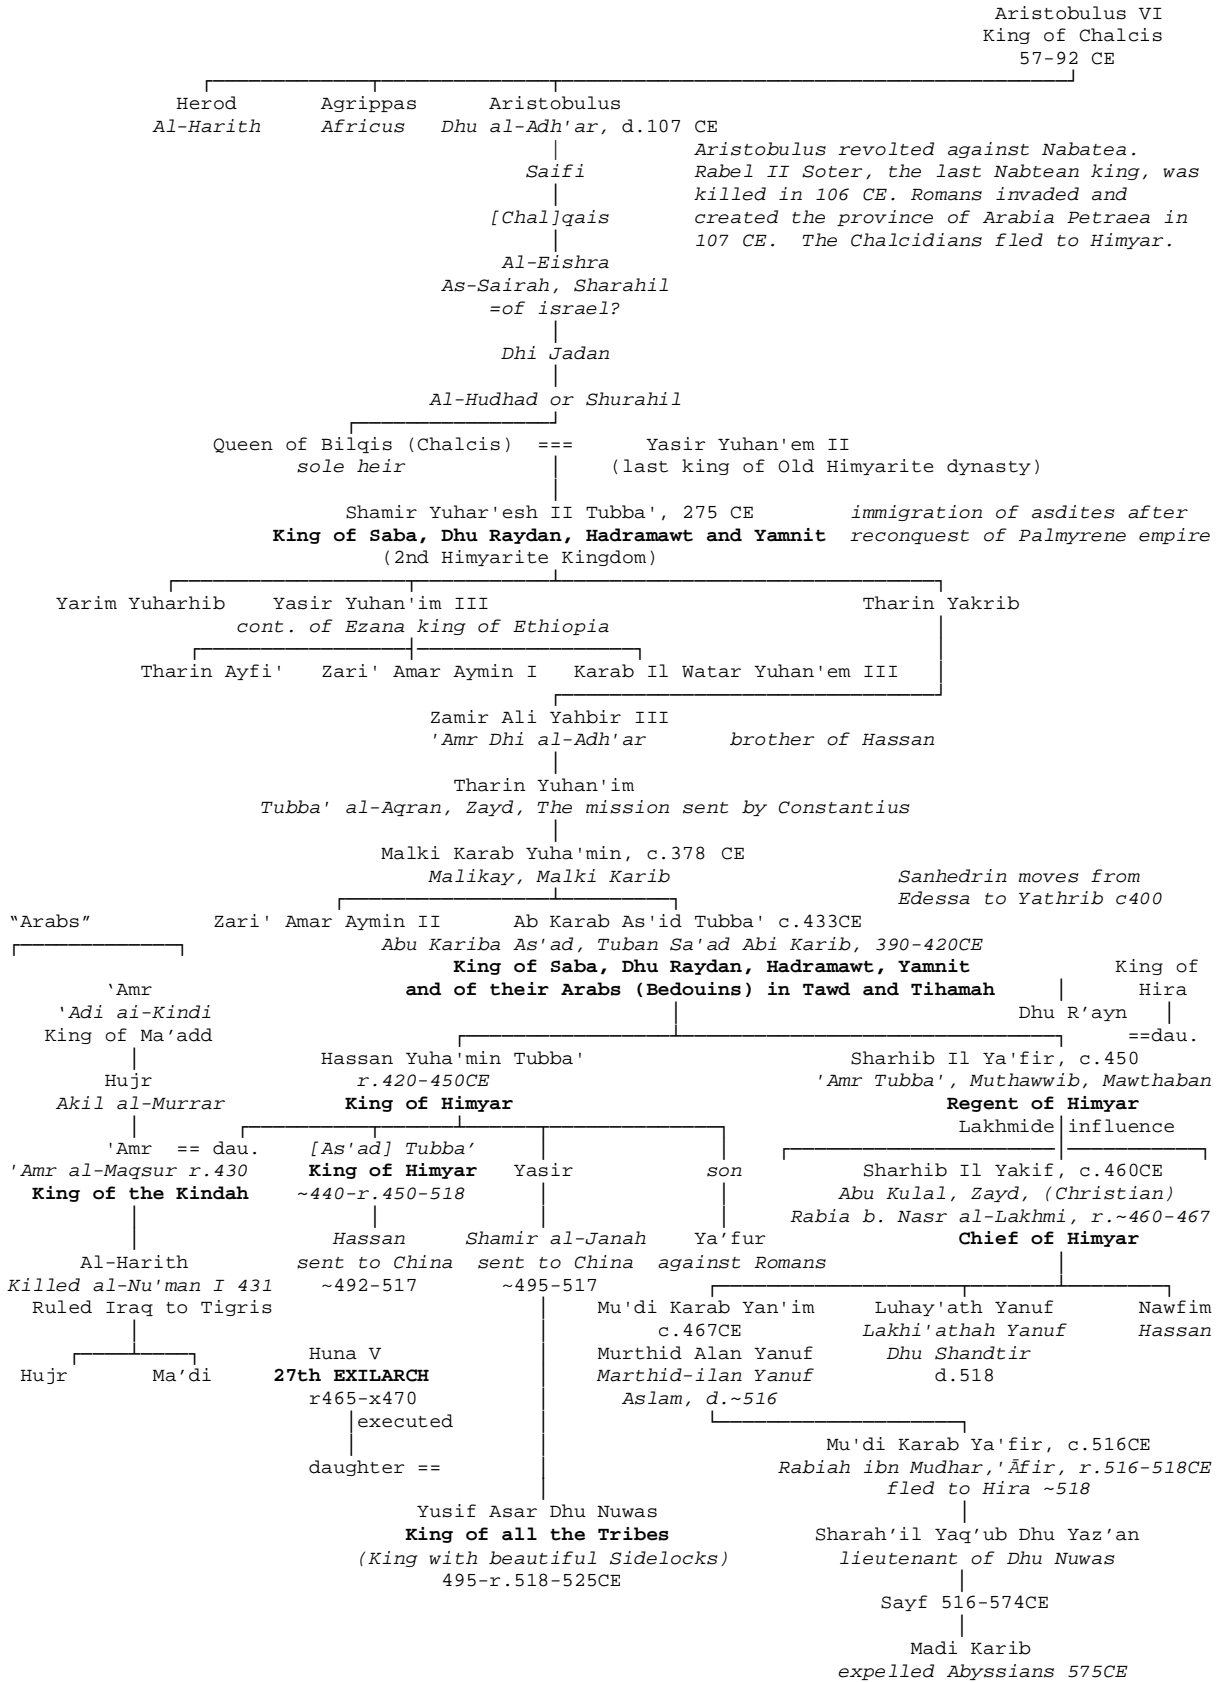 Aristobulus VI
King of Chalcis
57-92 CE
Herod Agrippas Aristobulus
Al-Harith Africus Dhu al-Adh'ar, d.107 CE
Aristobulus revolted against Nabatea.
Saifi Rabel II Soter, the last Nabtean king, was
killed in 106 CE. Romans invaded and
[Chal]qais created the province of Arabia Petraea in
107 CE. The Chalcidians fled to Himyar.
Al-Eishra
As-Sairah, Sharahil
=of israel?
Dhi Jadan
Al-Hudhad or Shurahil
Queen of Bilqis (Chalcis) === Yasir Yuhan'em II
sole heir (last king of Old Himyarite dynasty)
Shamir Yuhar'esh II Tubba', 275 CE immigration of asdites after
King of Saba, Dhu Raydan, Hadramawt and Yamnit reconquest of Palmyrene empire
(2nd Himyarite Kingdom)
Yarim Yuharhib Yasir Yuhan'im III Tharin Yakrib
cont. of Ezana king of Ethiopia
Tharin Ayfi' Zari' Amar Aymin I Karab Il Watar Yuhan'em III
Zamir Ali Yahbir III
'Amr Dhi al-Adh'ar brother of Hassan
Tharin Yuhan'im
Tubba' al-Aqran, Zayd, The mission sent by Constantius
Malki Karab Yuha'min, c.378 CE
Malikay, Malki Karib Sanhedrin moves from
Edessa to Yathrib c400
“Arabs” Zari' Amar Aymin II Ab Karab As'id Tubba' c.433CE
Abu Kariba As'ad, Tuban Sa'ad Abi Karib, 390-420CE
King of Saba, Dhu Raydan, Hadramawt, Yamnit King of
‘Amr and of their Arabs (Bedouins) in Tawd and Tihamah Hira
‘Adi ai-Kindi Dhu R’ayn
King of Ma’add ==dau.
Hassan Yuha'min Tubba' Sharhib Il Ya'fir, c.450
Hujr r.420-450CE 'Amr Tubba', Muthawwib, Mawthaban
Akil al-Murrar King of Himyar Regent of Himyar
Lakhmide influence
'Amr == dau. [As'ad] Tubba’
'Amr al-Maqsur r.430 King of Himyar Yasir son Sharhib Il Yakif, c.460CE
King of the Kindah ~440-r.450-518 Abu Kulal, Zayd, (Christian)
Rabia b. Nasr al-Lakhmi, r.~460-467
Hassan Shamir al-Janah Ya’fur Chief of Himyar
Al-Harith sent to China sent to China against Romans
Killed al-Nu'man I 431 ~492-517 ~495-517
Ruled Iraq to Tigris Mu'di Karab Yan'im Luhay'ath Yanuf Nawfim
c.467CE Lakhi'athah Yanuf Hassan
Huna V Murthid Alan Yanuf Dhu Shandtir
Hujr Ma’di 27th EXILARCH Marthid-ilan Yanuf d.518
r465-x470 Aslam, d.~516
executed
Mu'di Karab Ya'fir, c.516CE
daughter == Rabiah ibn Mudhar,'Āfir, r.516-518CE
fled to Hira ~518
Yusif Asar Dhu Nuwas
King of all the Tribes Sharah’il Yaq’ub Dhu Yaz’an
(King with beautiful Sidelocks) lieutenant of Dhu Nuwas
495-r.518-525CE
Sayf 516-574CE
Madi Karib
expelled Abyssians 575CE